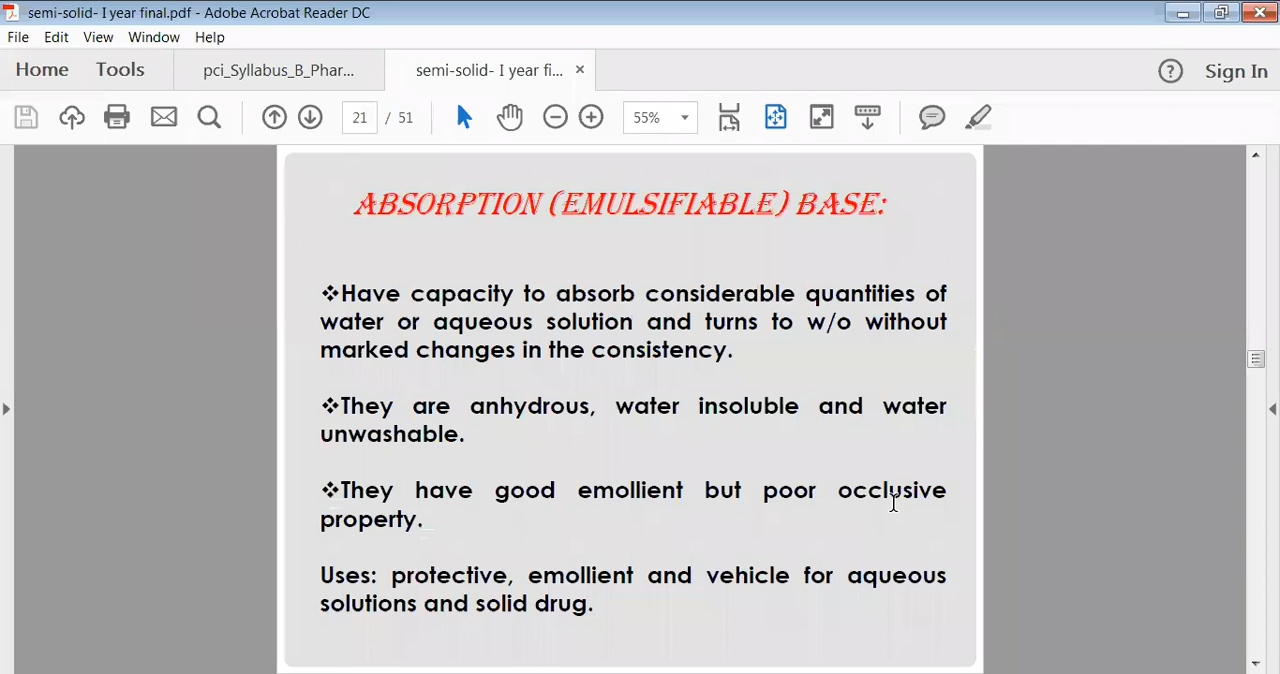 semi-solid- I year final.pdf - Adobe Acrobat Reader DC
File Edit View Window Help
Home Tools pci_Syllabus_B_Phar... semi-solid- I year fi... × ? Sign In
21 / 51 55%
ABSORPTION (EMULSIFIABLE) BASE:
❖Have capacity to absorb considerable quantities of
water or aqueous solution and turns to w/o without
marked changes in the consistency.
❖They are anhydrous, water insoluble and water
unwashable.
❖They have good emollient but poor occlusive
property.
Uses: protective, emollient and vehicle for aqueous
solutions and solid drug.